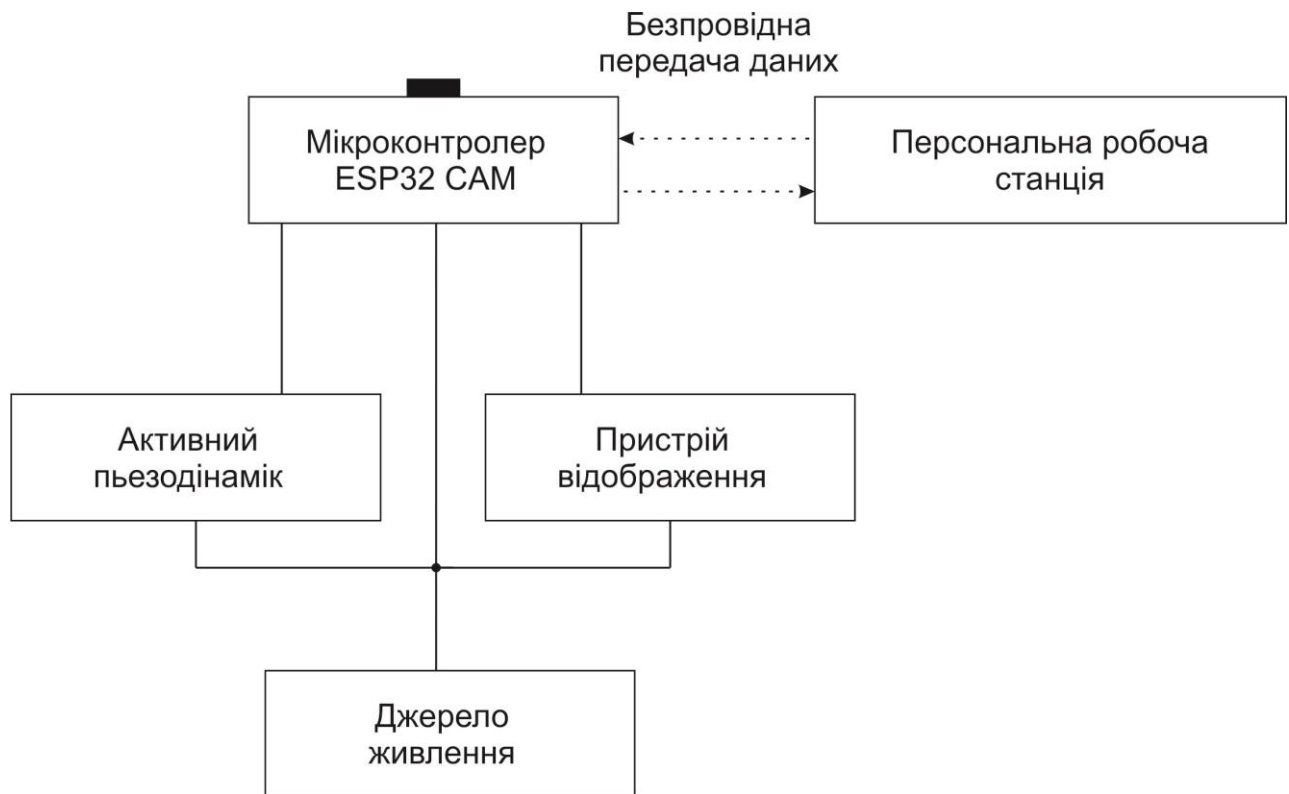 Безпровідна
передача даних
Мікроконтролер
ESP32 CAM
Персональна робоча
станція
Активний
пьезодінамік
Пристрій
відображення
Джерело
живлення